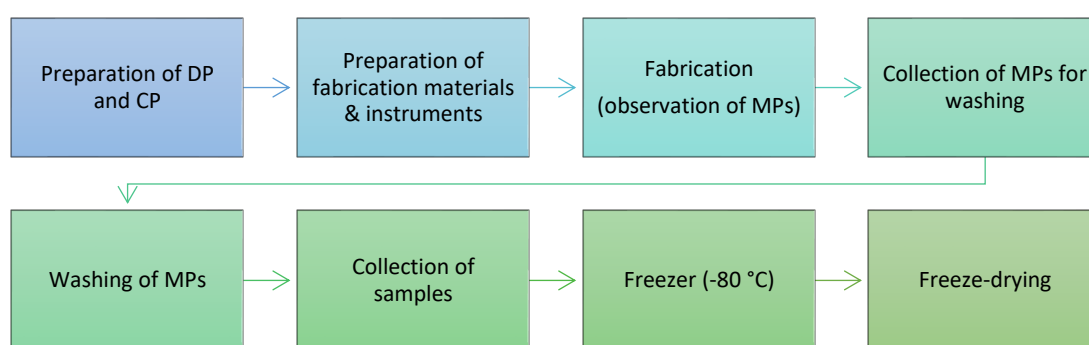 Preparation of DP
and CP
Preparation of
fabrication materials
& instruments
Fabrication
(observation of MPs)
Collection of MPs for
washing
Washing of MPs
Collection of
samples
Freezer (-80 °C)
Freeze-drying